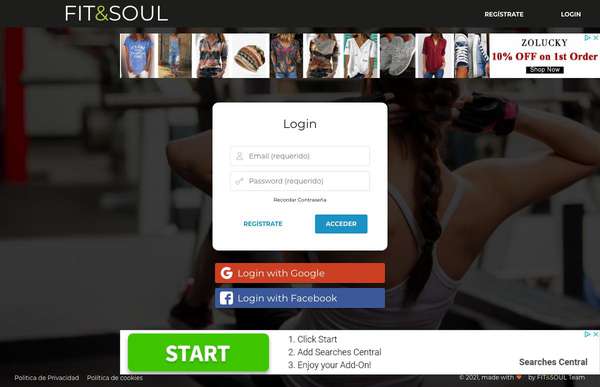 FIT&SOUL
REGÍSTRATE
LOGIN
ZOLUCKY
10% OFF on 1st Order
Shop Now
Login
Email (requerido)
Password (requerido)
Recordar Contraseña
REGÍSTRATE
ACCEDER
Login with Google
Login with Facebook
START
1. Click Start
2. Add Searches Central
3. Enjoy your Add-On!
Searches Central
Política de Privacidad
Política de cookies
© 2021, made with ❤ by FIT&SOUL Team